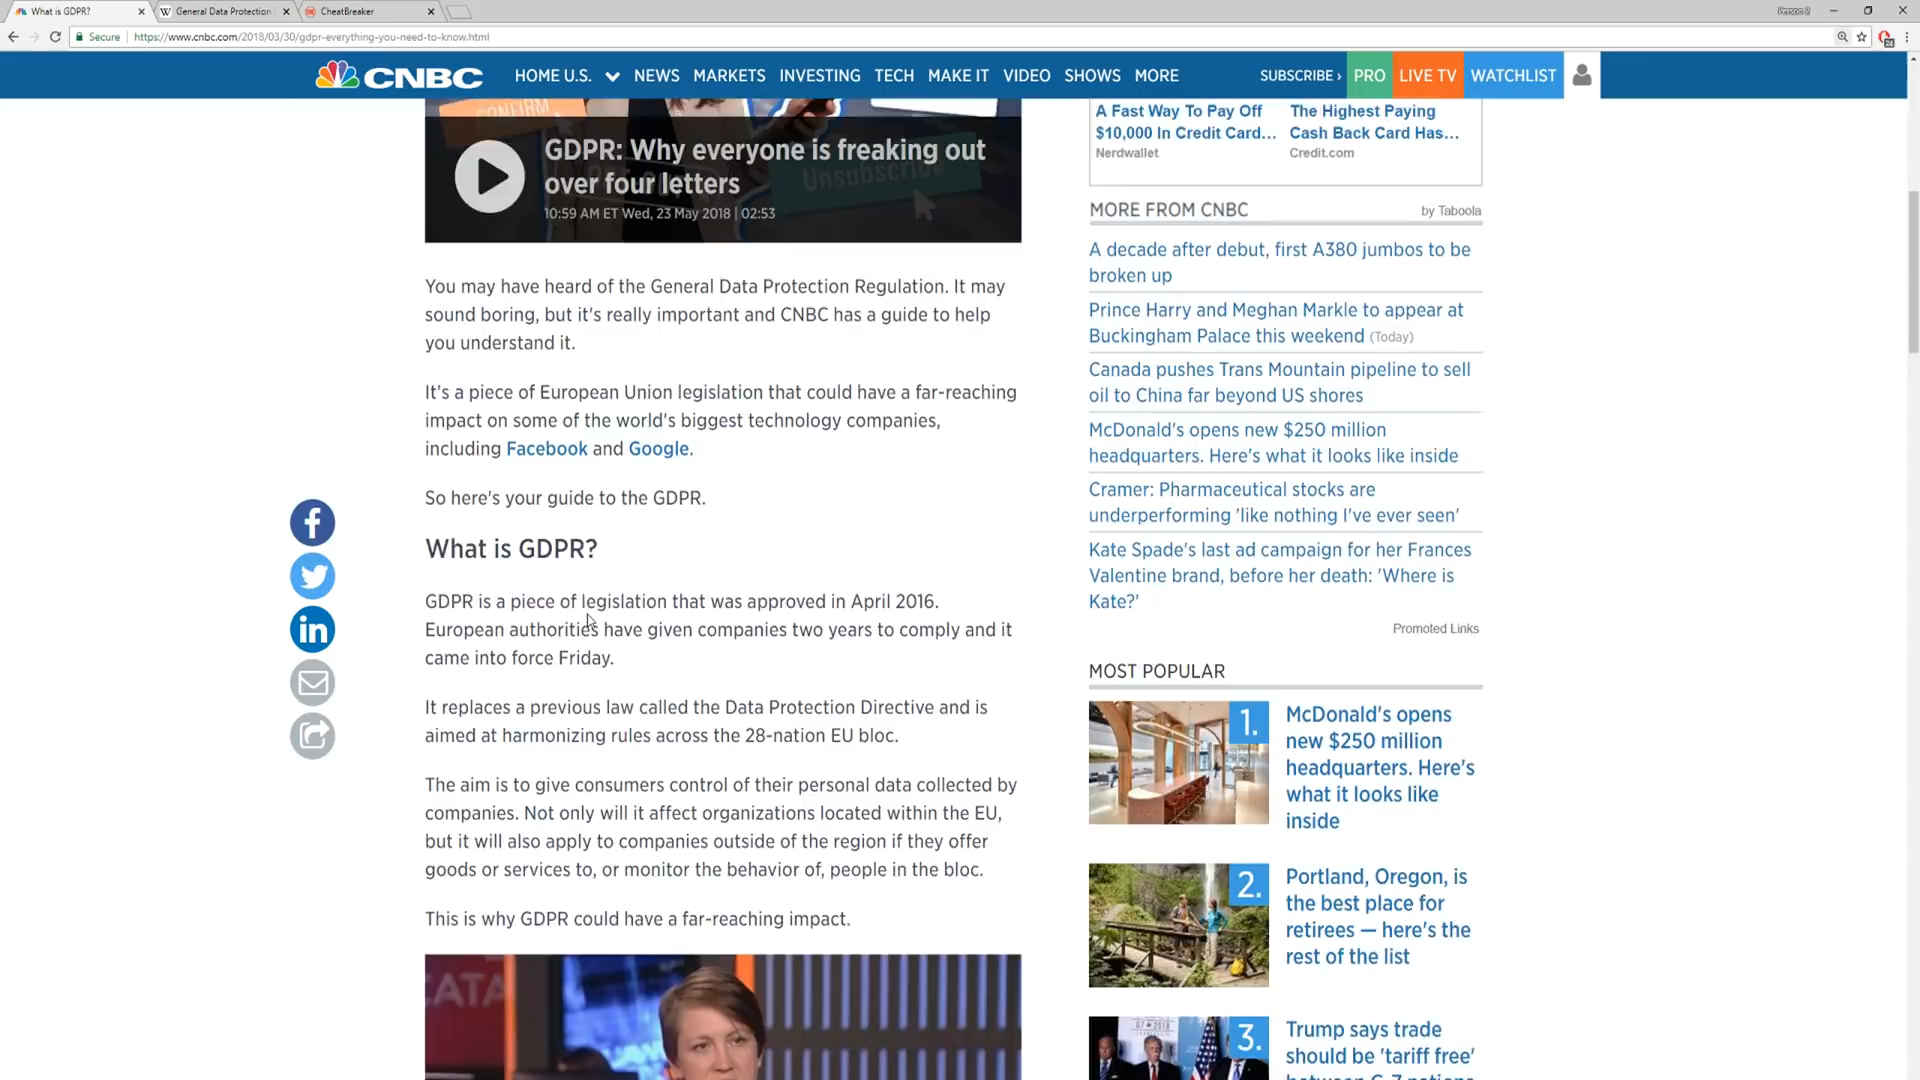 What is GDPR?
General Data Protection
CheatBreaker
Person 2
Secure
https://www.cnbc.com/2018/03/30/gdpr-everything-you-need-to-know.html
CNBC
HOME U.S.
NEWS
MARKETS
INVESTING
TECH
MAKE IT
VIDEO
SHOWS
MORE
SUBSCRIBE ›
PRO
LIVE TV
WATCHLIST
CONFIRM
Unsubscribe
GDPR: Why everyone is freaking out
over four letters
10:59 AM ET Wed, 23 May 2018 | 02:53
You may have heard of the General Data Protection Regulation. It may
sound boring, but it's really important and CNBC has a guide to help
you understand it.
It's a piece of European Union legislation that could have a far-reaching
impact on some of the world's biggest technology companies,
including Facebook and Google.
So here's your guide to the GDPR.
What is GDPR?
GDPR is a piece of legislation that was approved in April 2016.
European authorities have given companies two years to comply and it
came into force Friday.
It replaces a previous law called the Data Protection Directive and is
aimed at harmonizing rules across the 28-nation EU bloc.
The aim is to give consumers control of their personal data collected by
companies. Not only will it affect organizations located within the EU,
but it will also apply to companies outside of the region if they offer
goods or services to, or monitor the behavior of, people in the bloc.
This is why GDPR could have a far-reaching impact.
CATA
A Fast Way To Pay Off
$10,000 In Credit Card...
Nerdwallet
The Highest Paying
Cash Back Card Has...
Credit.com
MORE FROM CNBC
by Taboola
A decade after debut, first A380 jumbos to be
broken up
Prince Harry and Meghan Markle to appear at
Buckingham Palace this weekend (Today)
Canada pushes Trans Mountain pipeline to sell
oil to China far beyond US shores
McDonald's opens new $250 million
headquarters. Here's what it looks like inside
Cramer: Pharmaceutical stocks are
underperforming 'like nothing I've ever seen'
Kate Spade's last ad campaign for her Frances
Valentine brand, before her death: 'Where is
Kate?'
Promoted Links
MOST POPULAR
1.
McDonald's opens
new $250 million
headquarters. Here's
what it looks like
inside
2.
Portland, Oregon, is
the best place for
retirees — here's the
rest of the list
3.
Trump says trade
should be 'tariff free'
between G-7 nations